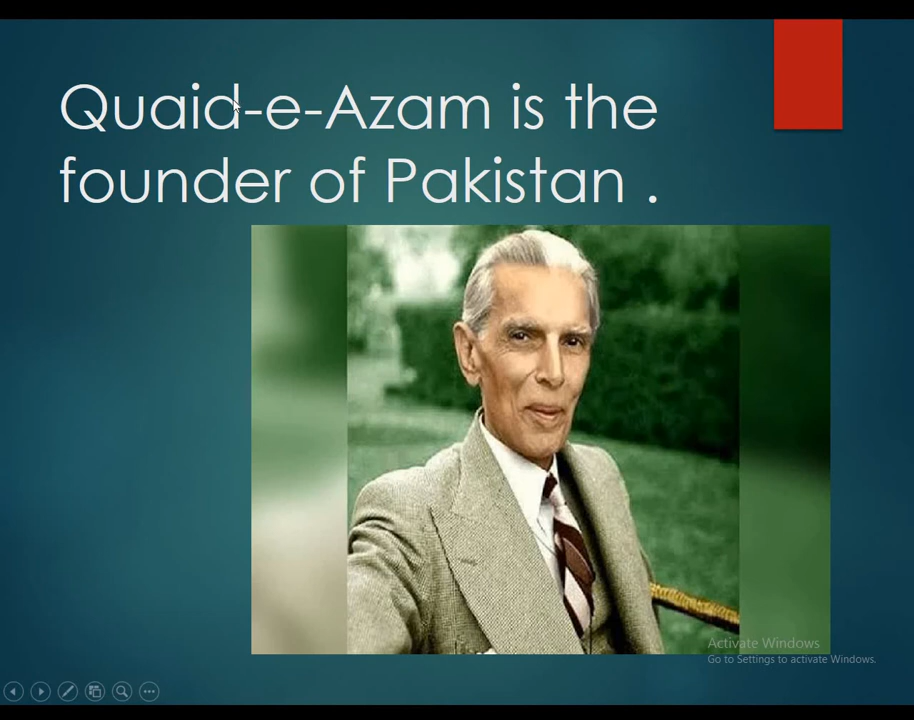 Quaid-e-Azam is the
founder of Pakistan .
Activate Windows
Go to Settings to activate Windows.